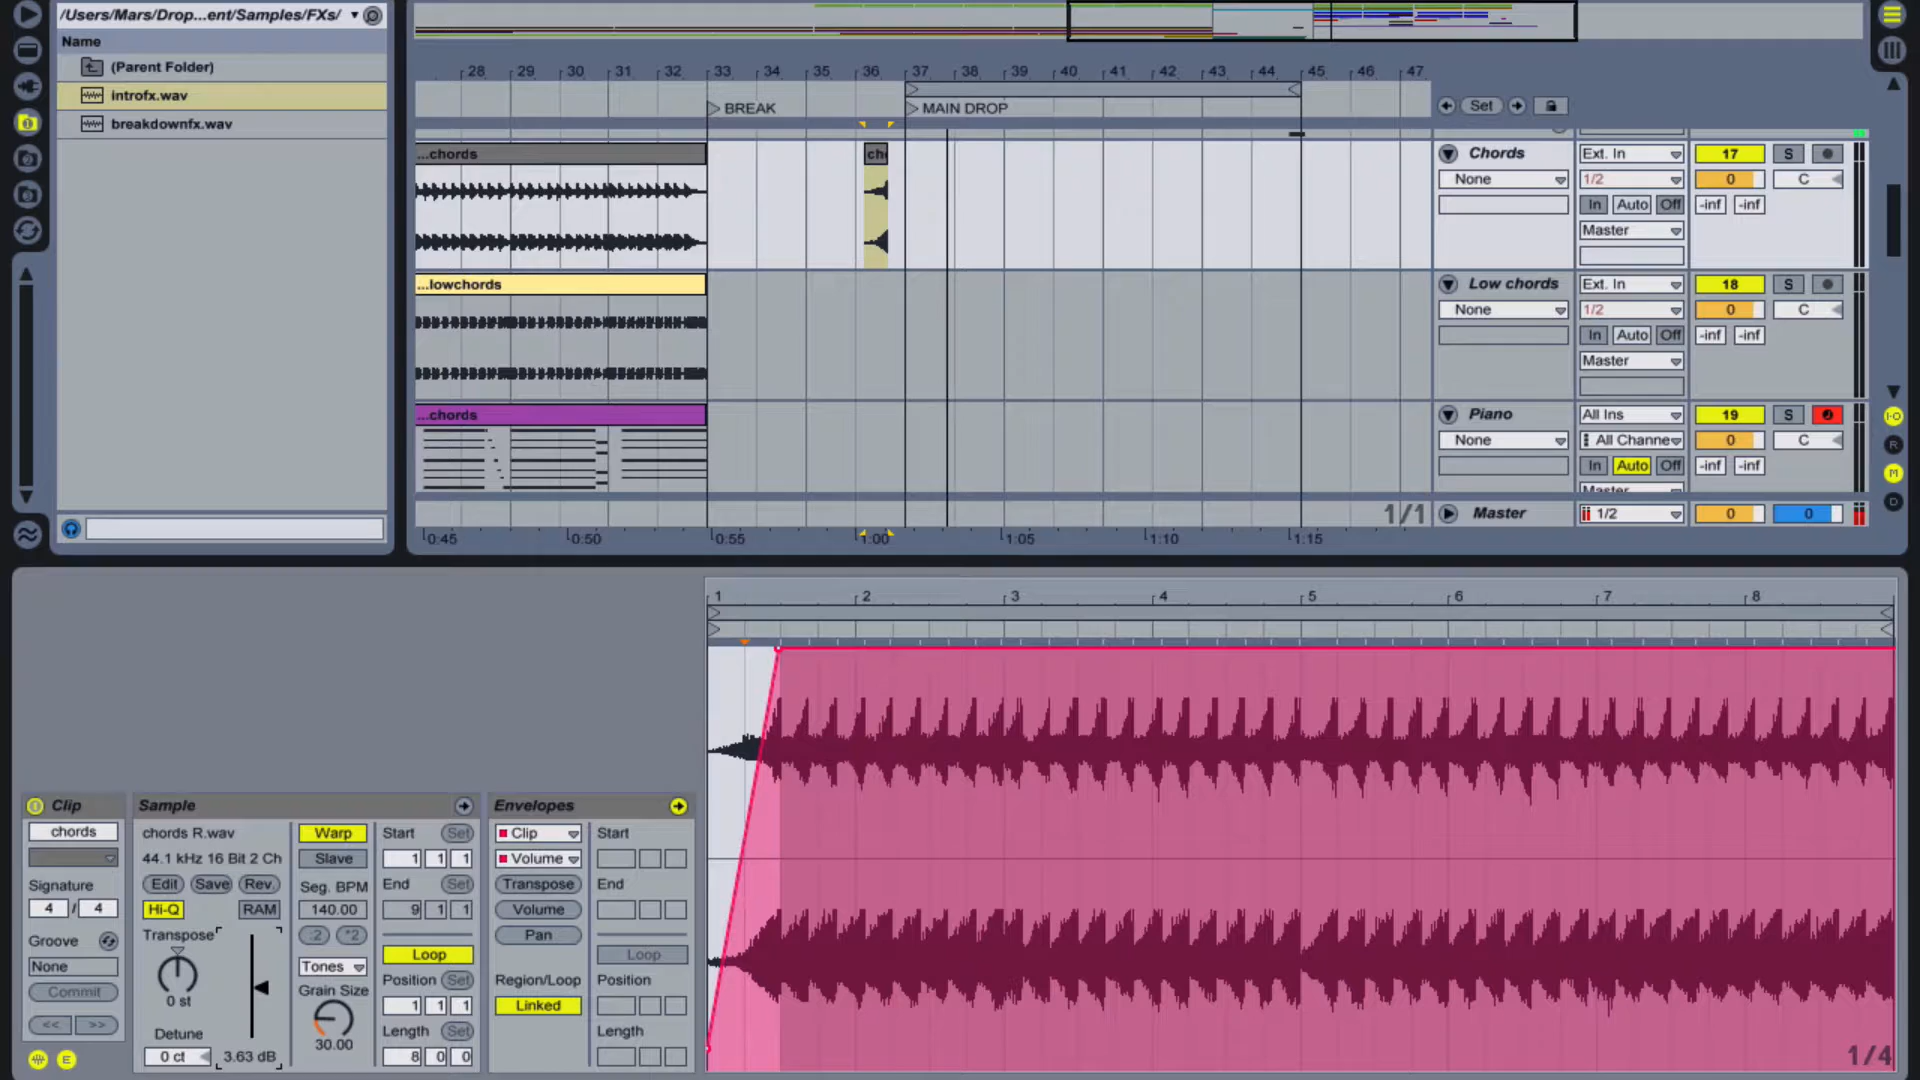 /Users/Mars/Drop...ent/Samples/FXs/
Name
(Parent Folder)
introfx.wav
breakdownfx.wav
28 29 30 31 32 33 34 35 36 37 38 39 40 41 42 43 44 45 46 47
BREAK
MAIN DROP
Set
...chords
Chords
Ext. In
17
S
None
1/2
0
C
In
Auto
Off
-inf
-inf
Master
...lowchords
Low chords
Ext. In
18
S
None
1/2
0
C
In
Auto
Off
-inf
-inf
Master
...chords
Piano
All Ins
19
S
None
All Channe
0
C
In
Auto
Off
-inf
-inf
Master
1/1
Master
1/2
0
0
I-O
R
M
D
0:45 0:50 0:55 1:00 1:05 1:10 1:15
1 2 3 4 5 6 7 8
1/4
Clip
chords
Signature
4 / 4
Groove
None
Commit
<< >>
E
Sample
chords R.wav
44.1 kHz 16 Bit 2 Ch
Edit Save Rev.
Hi-Q RAM
Transpose
0 st
Detune
0 ct 3.63 dB
Warp
Slave
Seg. BPM
140.00
:2 *2
Tones
Grain Size
30.00
Start Set
1 1 1
End Set
9 1 1
Loop
Position Set
1 1 1
Length Set
8 0 0
Envelopes
Clip
Volume
Transpose
Volume
Pan
Region/Loop
Linked
Start
End
Loop
Position
Length